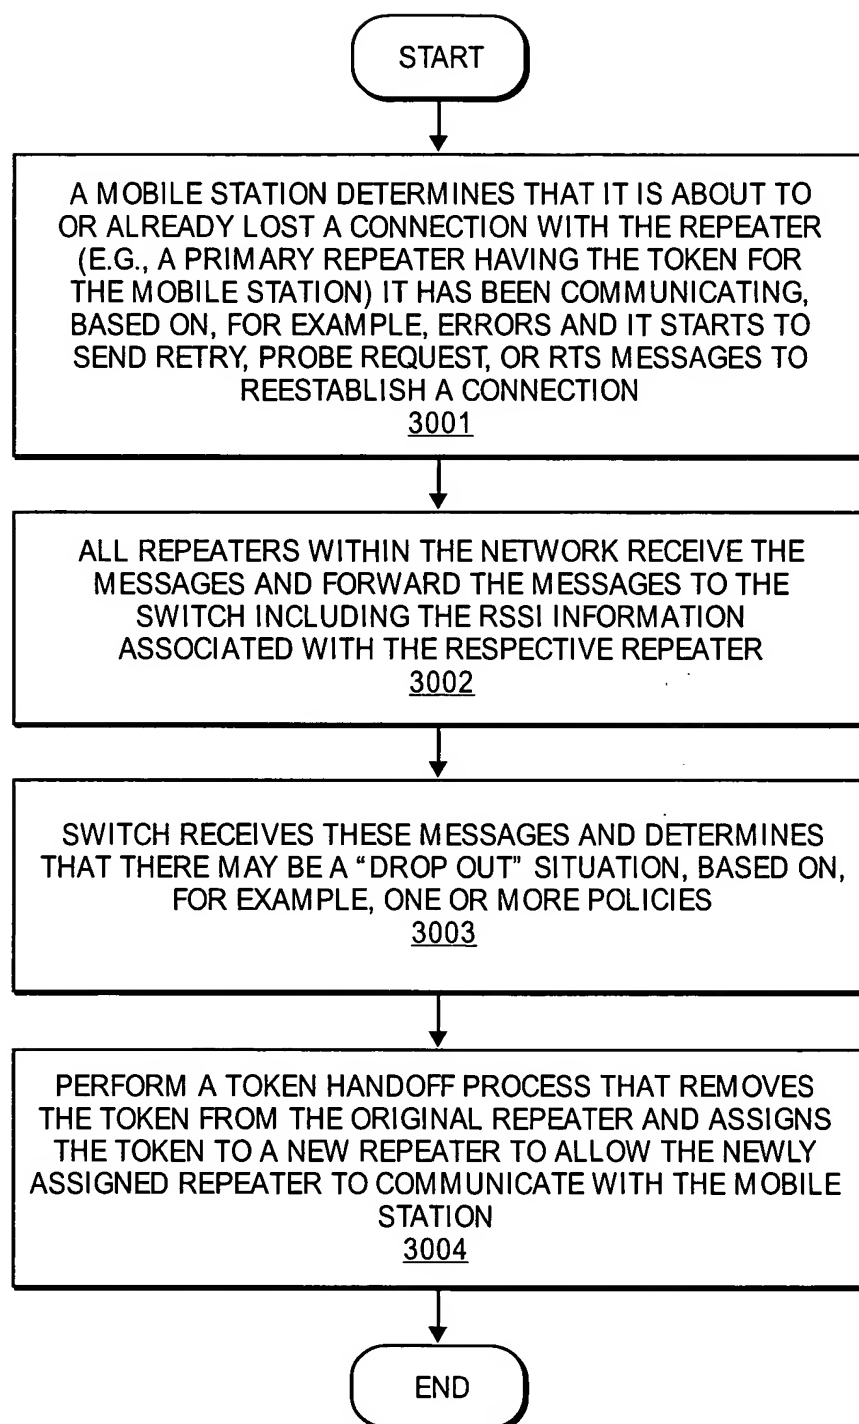 START
A MOBILE STATION DETERMINES THAT IT IS ABOUT TO
OR ALREADY LOST A CONNECTION WITH THE REPEATER
(E.G., A PRIMARY REPEATER HAVING THE TOKEN FOR
THE MOBILE STATION) IT HAS BEEN COMMUNICATING,
BASED ON, FOR EXAMPLE, ERRORS AND IT STARTS TO
SEND RETRY, PROBE REQUEST, OR RTS MESSAGES TO
REESTABLISH A CONNECTION
3001
ALL REPEATERS WITHIN THE NETWORK RECEIVE THE
MESSAGES AND FORWARD THE MESSAGES TO THE
SWITCH INCLUDING THE RSSI INFORMATION
ASSOCIATED WITH THE RESPECTIVE REPEATER
3002
SWITCH RECEIVES THESE MESSAGES AND DETERMINES
THAT THERE MAY BE A “DROP OUT” SITUATION, BASED ON,
FOR EXAMPLE, ONE OR MORE POLICIES
3003
PERFORM A TOKEN HANDOFF PROCESS THAT REMOVES
THE TOKEN FROM THE ORIGINAL REPEATER AND ASSIGNS
THE TOKEN TO A NEW REPEATER TO ALLOW THE NEWLY
ASSIGNED REPEATER TO COMMUNICATE WITH THE MOBILE
STATION
3004
END